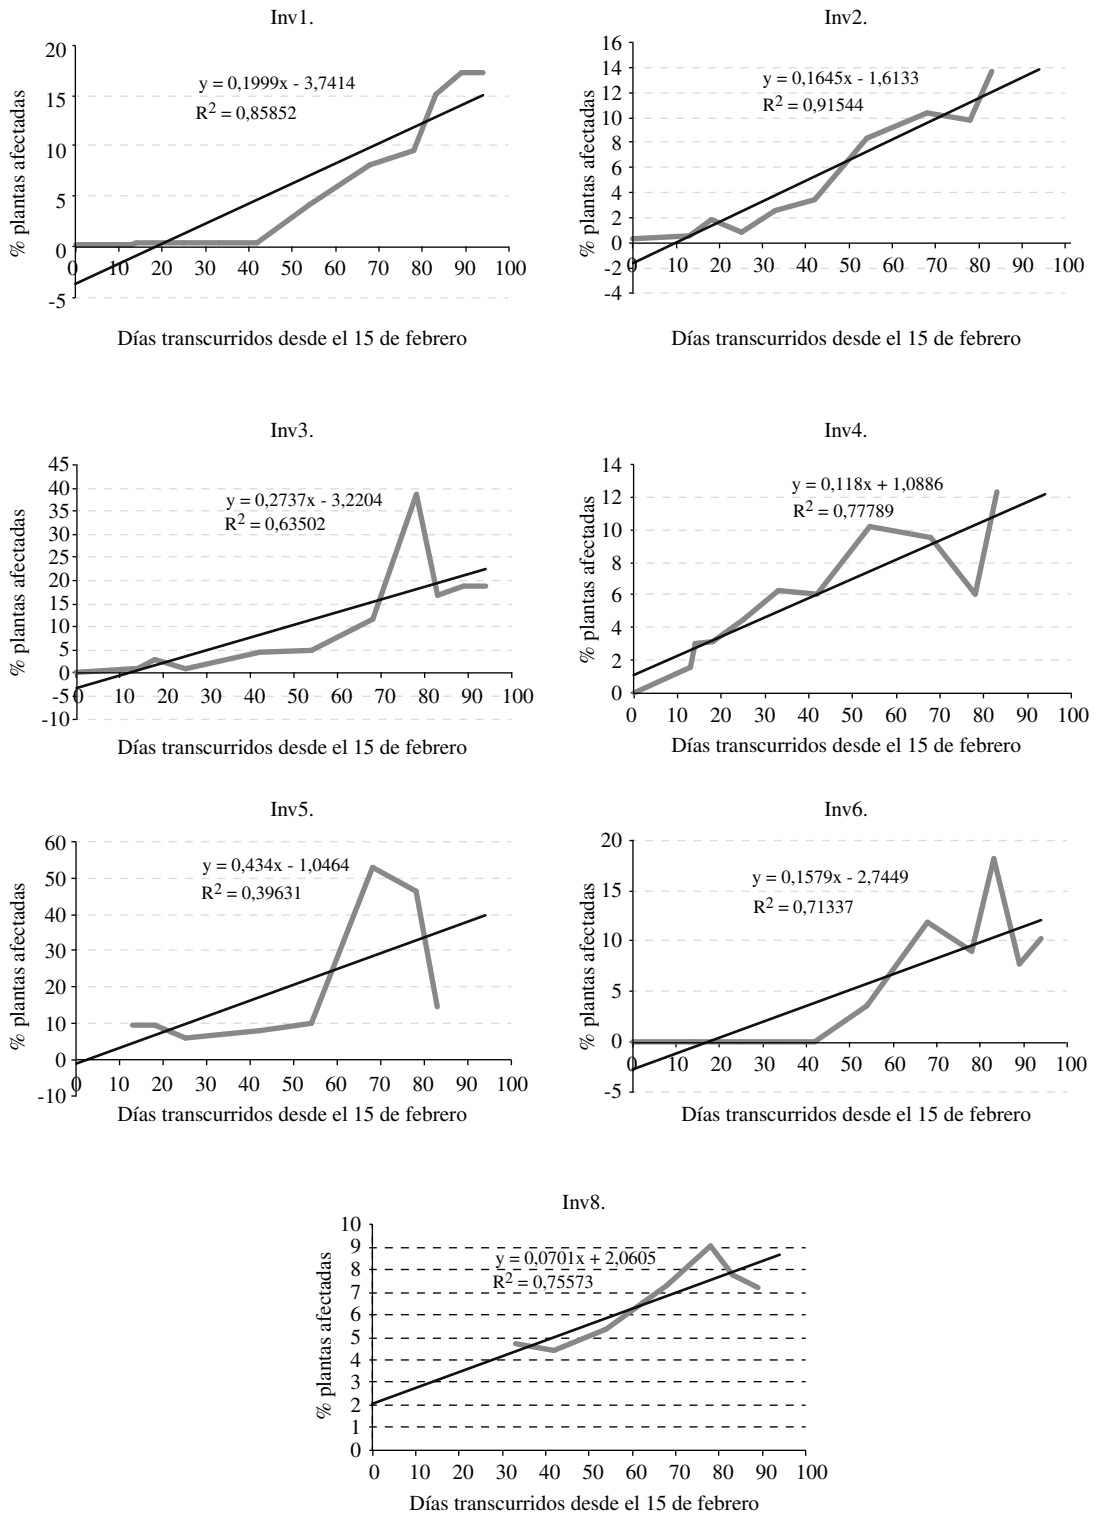 Inv1.
20
15
10
5
0
-5
% plantas afectadas
y = 0,1999x - 3,7414
R2 = 0,85852
0 10 20 30 40 50 60 70 80 90 100
Días transcurridos desde el 15 de febrero
Inv2.
16
14
12
10
8
6
4
2
0
-2
-4
% plantas afectadas
y = 0,1645x - 1,6133
R2 = 0,91544
0 10 20 30 40 50 60 70 80 90 100
Días transcurridos desde el 15 de febrero
Inv3.
45
40
35
30
25
20
15
10
5
0
-5
-10
% plantas afectadas
y = 0,2737x - 3,2204
R2 = 0,63502
0 10 20 30 40 50 60 70 80 90 100
Días transcurridos desde el 15 de febrero
Inv4.
14
12
10
8
6
4
2
0
% plantas afectadas
y = 0,118x + 1,0886
R2 = 0,77789
0 10 20 30 40 50 60 70 80 90 100
Días transcurridos desde el 15 de febrero
Inv5.
60
50
40
30
20
10
0
-10
% plantas afectadas
y = 0,434x - 1,0464
R2 = 0,39631
0 10 20 30 40 50 60 70 80 90 100
Días transcurridos desde el 15 de febrero
Inv6.
20
15
10
5
0
-5
% plantas afectadas
y = 0,1579x - 2,7449
R2 = 0,71337
0 10 20 30 40 50 60 70 80 90 100
Días transcurridos desde el 15 de febrero
Inv8.
10
9
8
7
6
5
4
3
2
1
0
% plantas afectadas
y = 0,0701x + 2,0605
R2 = 0,75573
0 10 20 30 40 50 60 70 80 90 100
Días transcurridos desde el 15 de febrero